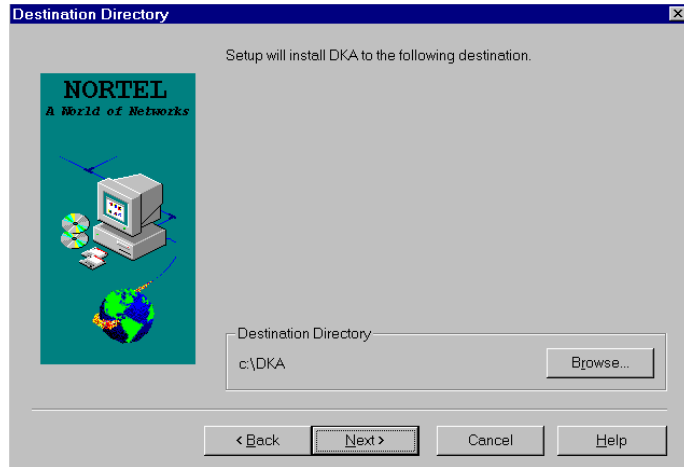 Destination Directory
Setup will install DKA to the following destination.
NORTEL
A World of Networks
Destination Directory
c:\DKA
Browse...
< Back
Next >
Cancel
Help